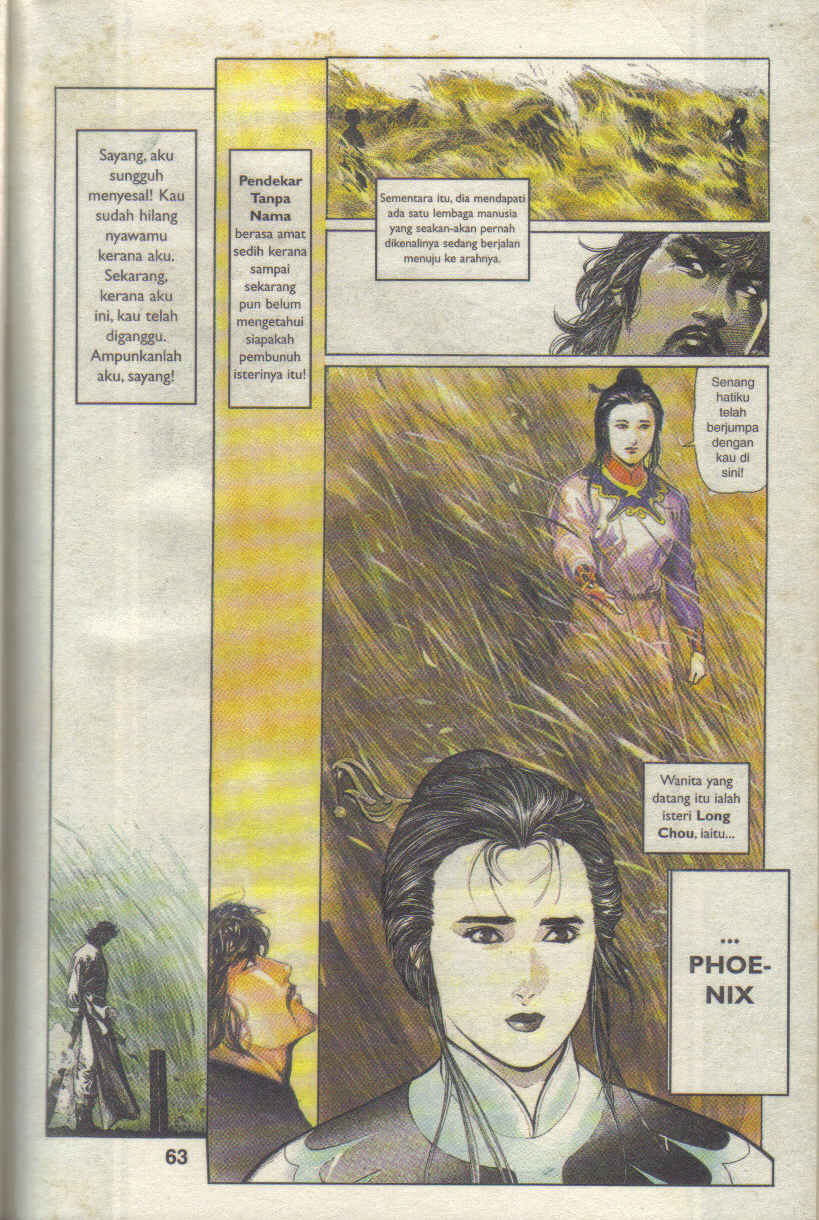 Sayang, aku
sungguh
menyesal! Kau
sudah hilang
nyawamu
kerana aku.
Sekarang,
kerana aku
ini, kau telah
diganggu.
Ampunkanlah
aku, sayang!
Pendekar
Tanpa
Nama
berasa amat
sedih kerana
sampai
sekarang
pun belum
mengetahui
siapakah
pembunuh
isterinya itu!
Sementara itu, dia mendapati
ada satu lembaga manusia
yang seakan-akan pernah
dikenalinya sedang berjalan
menuju ke arahnya.
Senang
hatiku
telah
berjumpa
dengan
kau di
sini!
Wanita yang
datang itu ialah
isteri Long
Chou, iaitu...
...
PHOE-
NIX
63